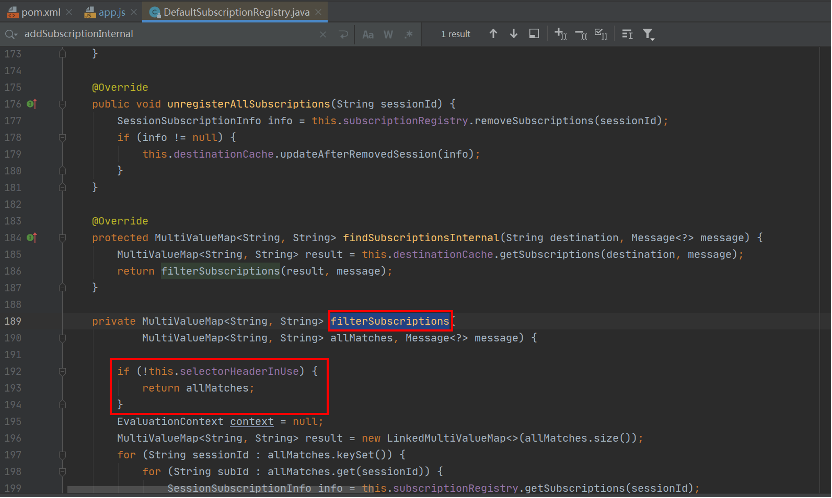 pom.xml × app.js × DefaultSubscriptionRegistry.java ×
addSubscriptionInternal × Aa W .* 1 result
173 }
174
175 @Override
176 public void unregisterAllSubscriptions(String sessionId) {
177 SessionSubscriptionInfo info = this.subscriptionRegistry.removeSubscriptions(sessionId);
178 if (info != null) {
179 this.destinationCache.updateAfterRemovedSession(info);
180 }
181 }
182
183 @Override
184 protected MultiValueMap<String, String> findSubscriptionsInternal(String destination, Message<?> message) {
185 MultiValueMap<String, String> result = this.destinationCache.getSubscriptions(destination, message);
186 return filterSubscriptions(result, message);
187 }
188
189 private MultiValueMap<String, String> filterSubscriptions(
190 MultiValueMap<String, String> allMatches, Message<?> message) {
191
192 if (!this.selectorHeaderInUse) {
193 return allMatches;
194 }
195 EvaluationContext context = null;
196 MultiValueMap<String, String> result = new LinkedMultiValueMap<>(allMatches.size());
197 for (String sessionId : allMatches.keySet()) {
198 for (String subId : allMatches.get(sessionId)) {
199 SessionSubscriptionInfo info = this.subscriptionRegistry.getSubscriptions(sessionId);